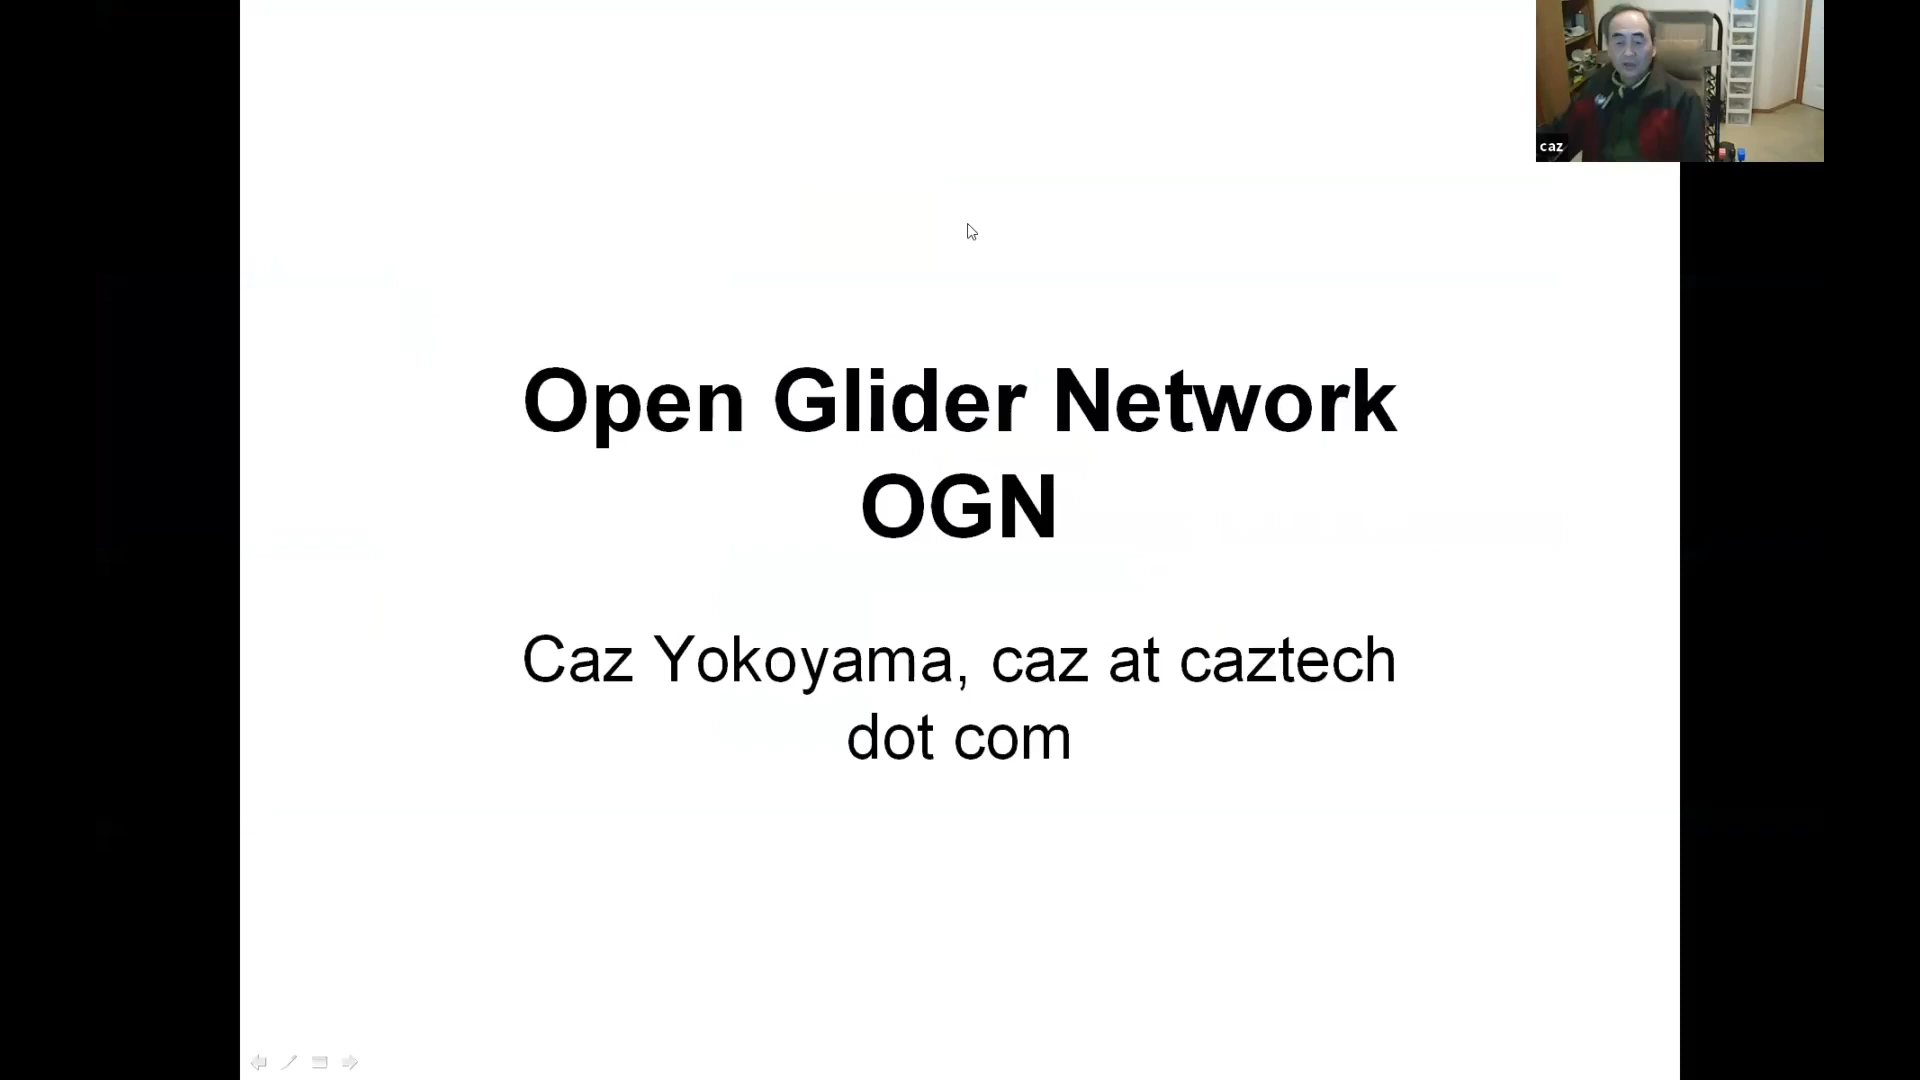 caz
Open Glider Network
OGN
Caz Yokoyama, caz at caztech
dot com